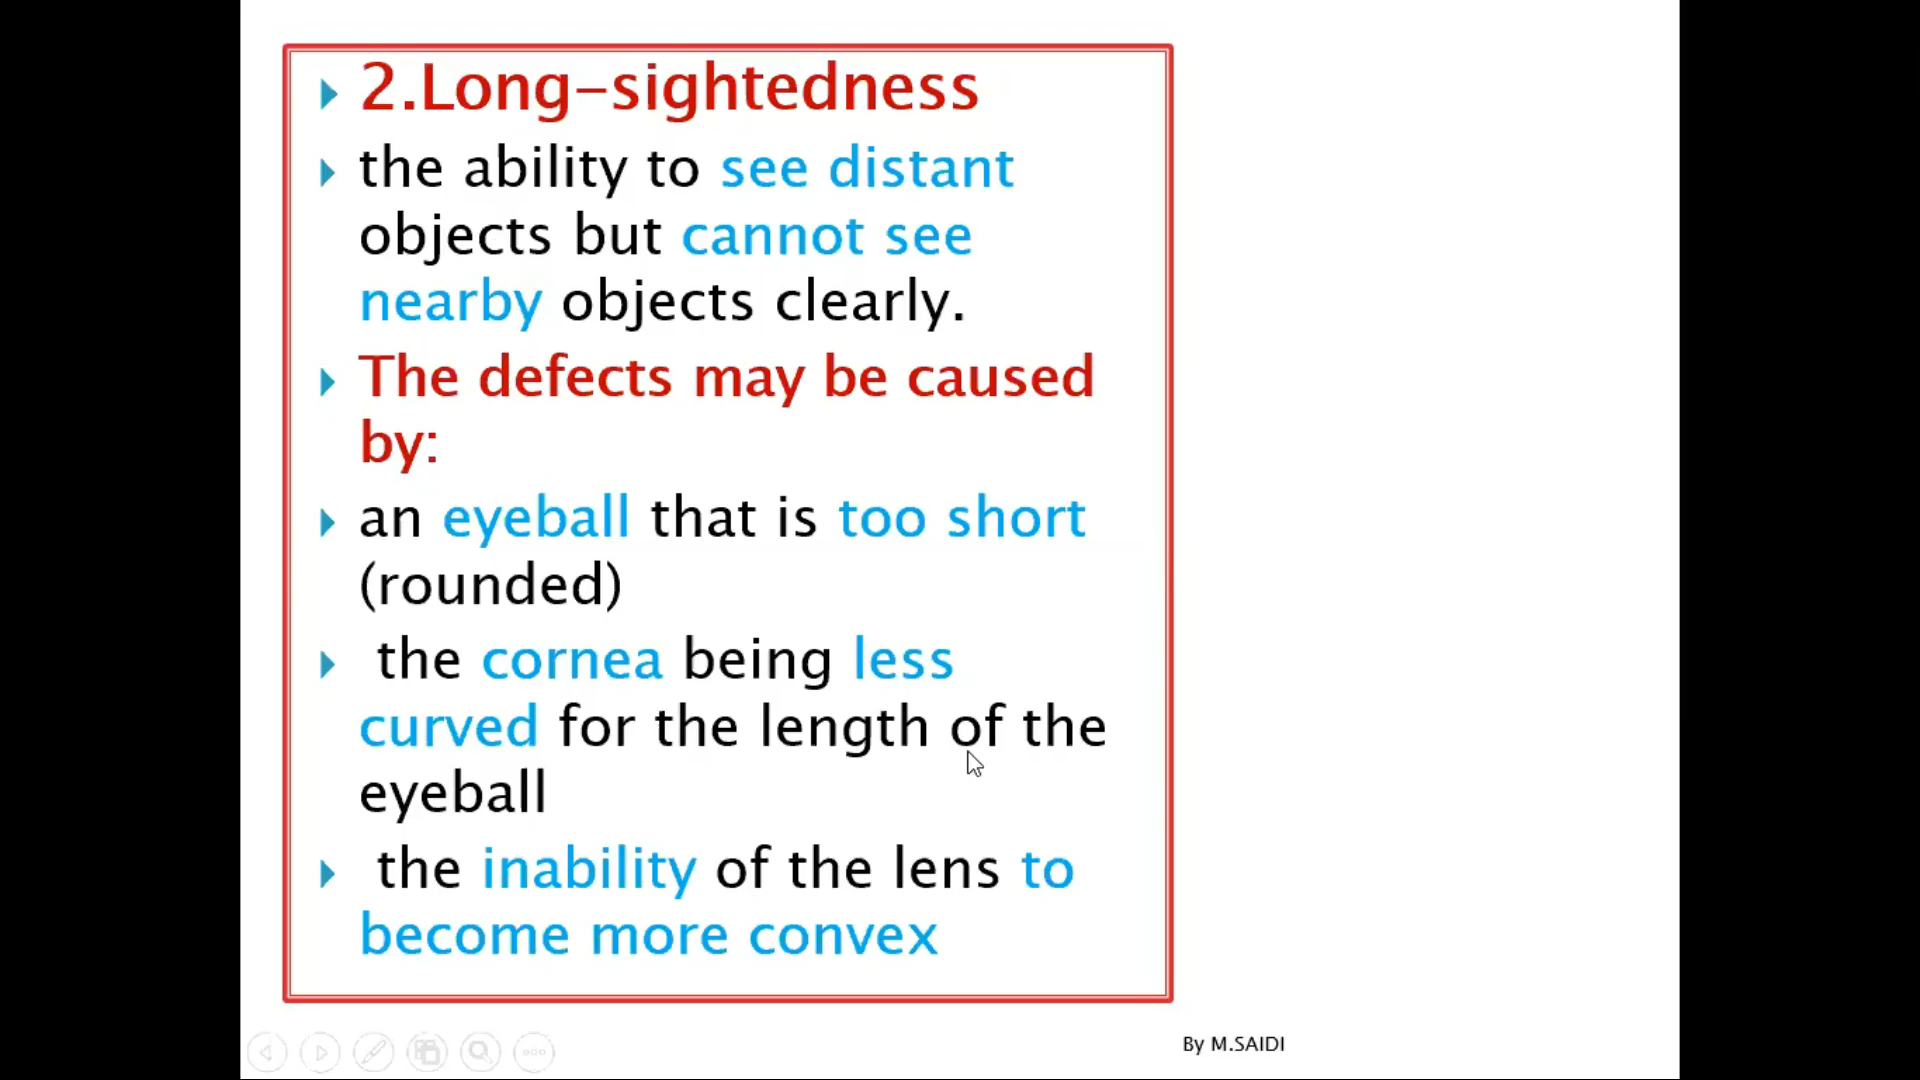 2.Long-sightedness
the ability to see distant
objects but cannot see
nearby objects clearly.
The defects may be caused
by:
an eyeball that is too short
(rounded)
the cornea being less
curved for the length of the
eyeball
the inability of the lens to
become more convex
By M.SAIDI